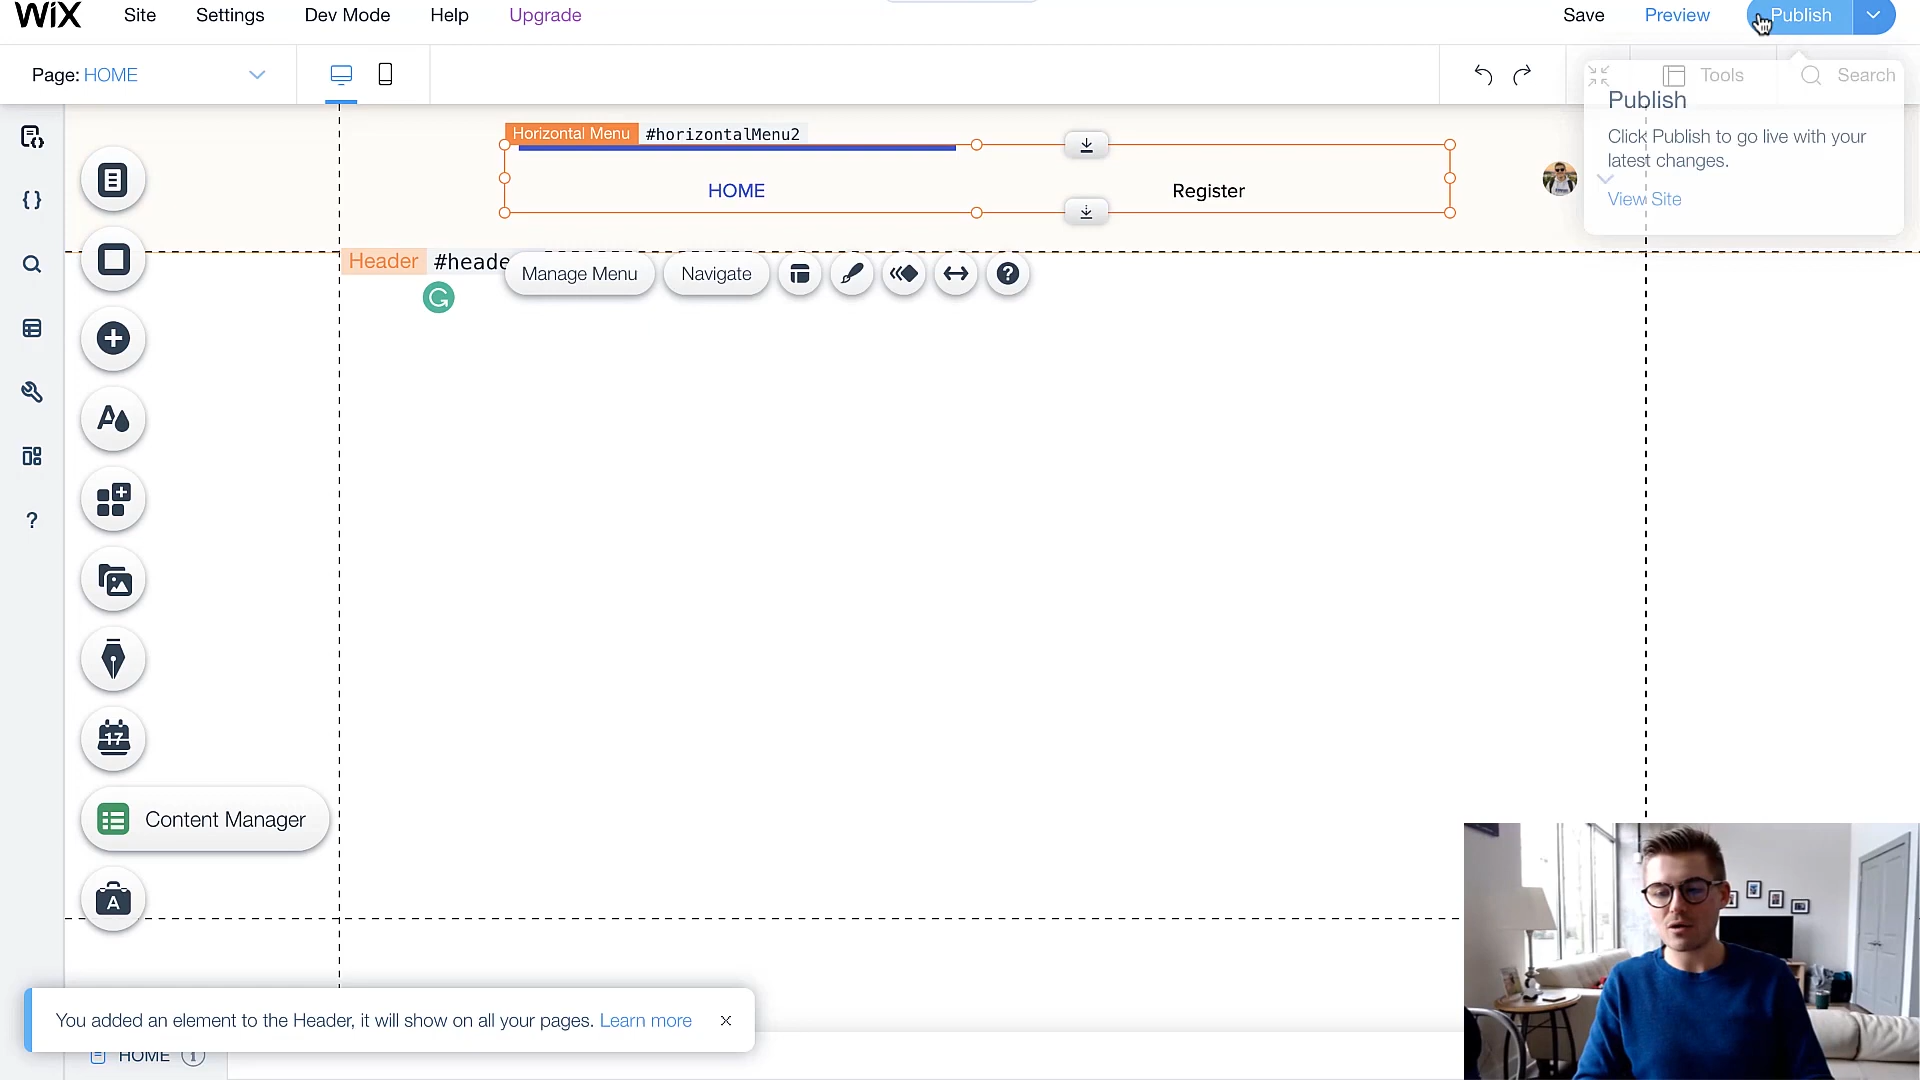 WiX Site Settings Dev Mode Help Upgrade Save Preview Publish
Page: HOME Tools Search
Publish
Click Publish to go live with your
latest changes.
View Site
Horizontal Menu #horizontalMenu2
HOME Register
Header #heade
Manage Menu Navigate
17
Content Manager
A
You added an element to the Header, it will show on all your pages. Learn more
HOME